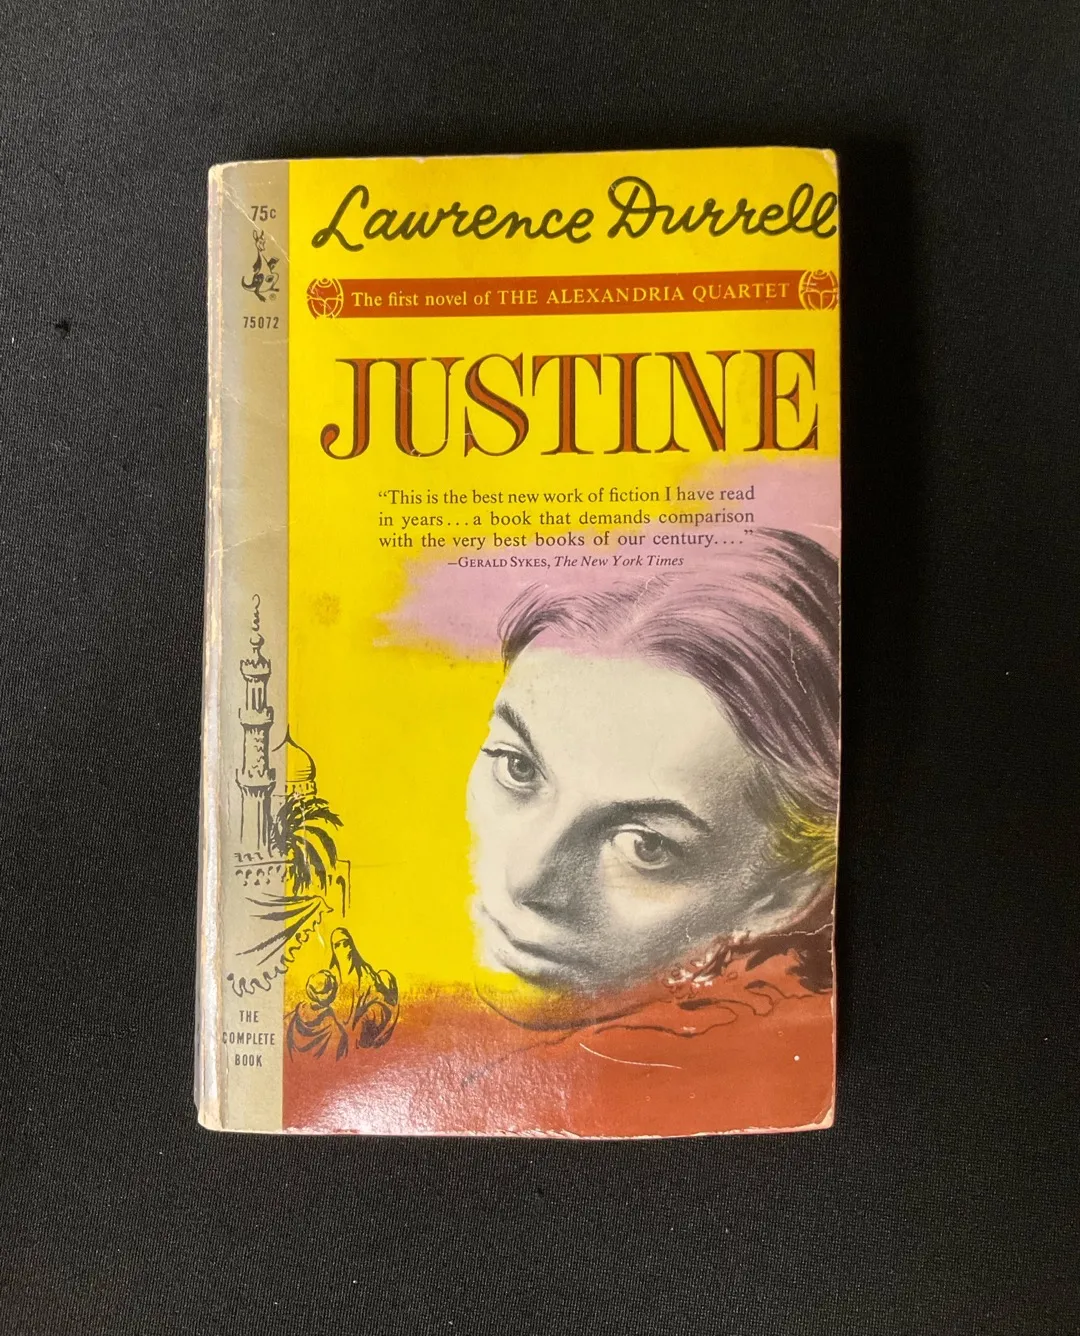 75c
75072
Lawrence Durrell
The first novel of THE ALEXANDRIA QUARTET
JUSTINE
“This is the best new work of fiction I have read
in years...a book that demands comparison
with the very best books of our century....”
—GERALD SYKES, The New York Times
THE
COMPLETE
BOOK